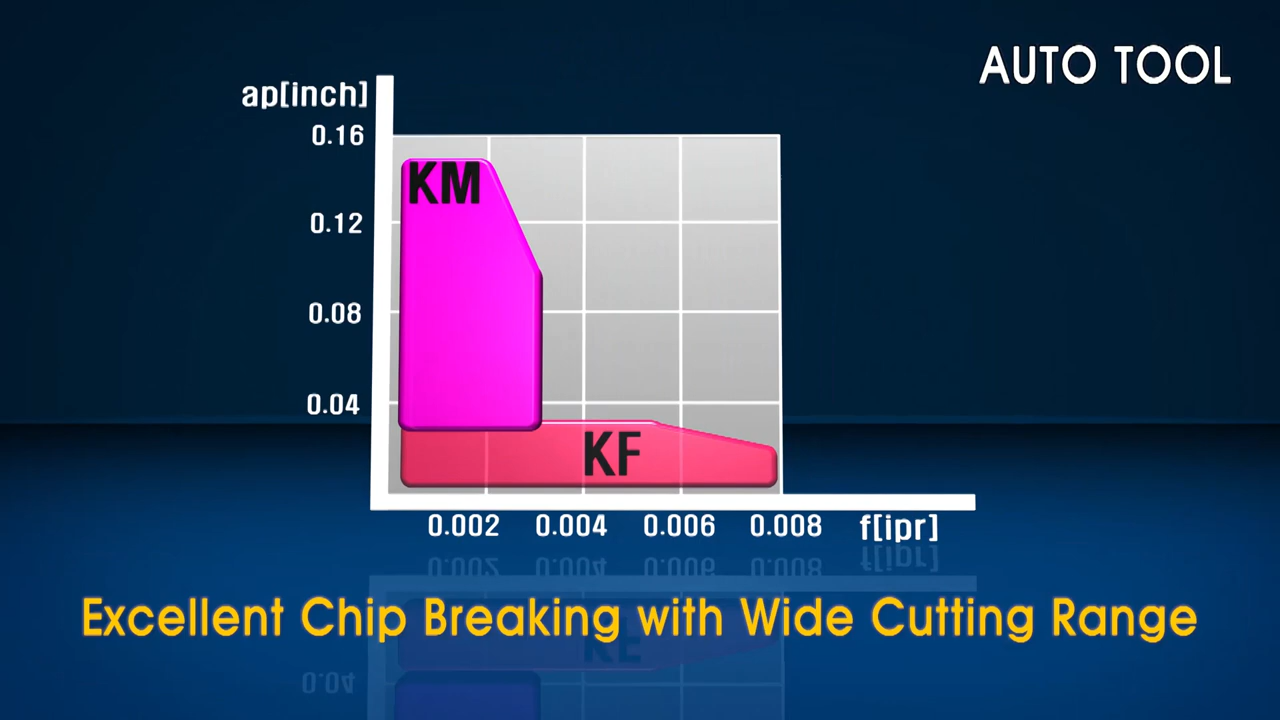 AUTO TOOL
ap[inch]
0.16
KM
0.12
0.08
0.04
KF
0.002 0.004 0.006 0.008 f[ipr]
Excellent Chip Breaking with Wide Cutting Range